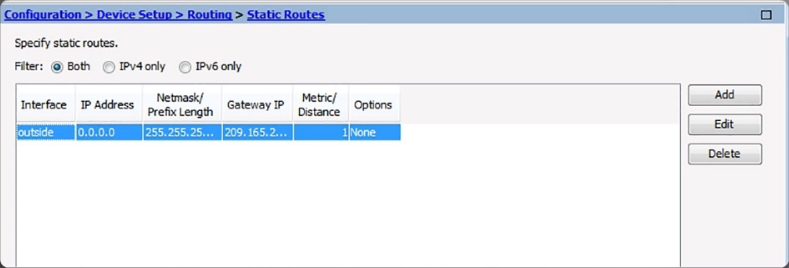 Configuration > Device Setup > Routing > Static Routes
Specify static routes.
Filter: Both IPv4 only IPv6 only
Interface IP Address Netmask/ Prefix Length Gateway IP Metric/ Distance Options
outside 0.0.0.0 255.255.25... 209.165.2... 1 None
Add
Edit
Delete